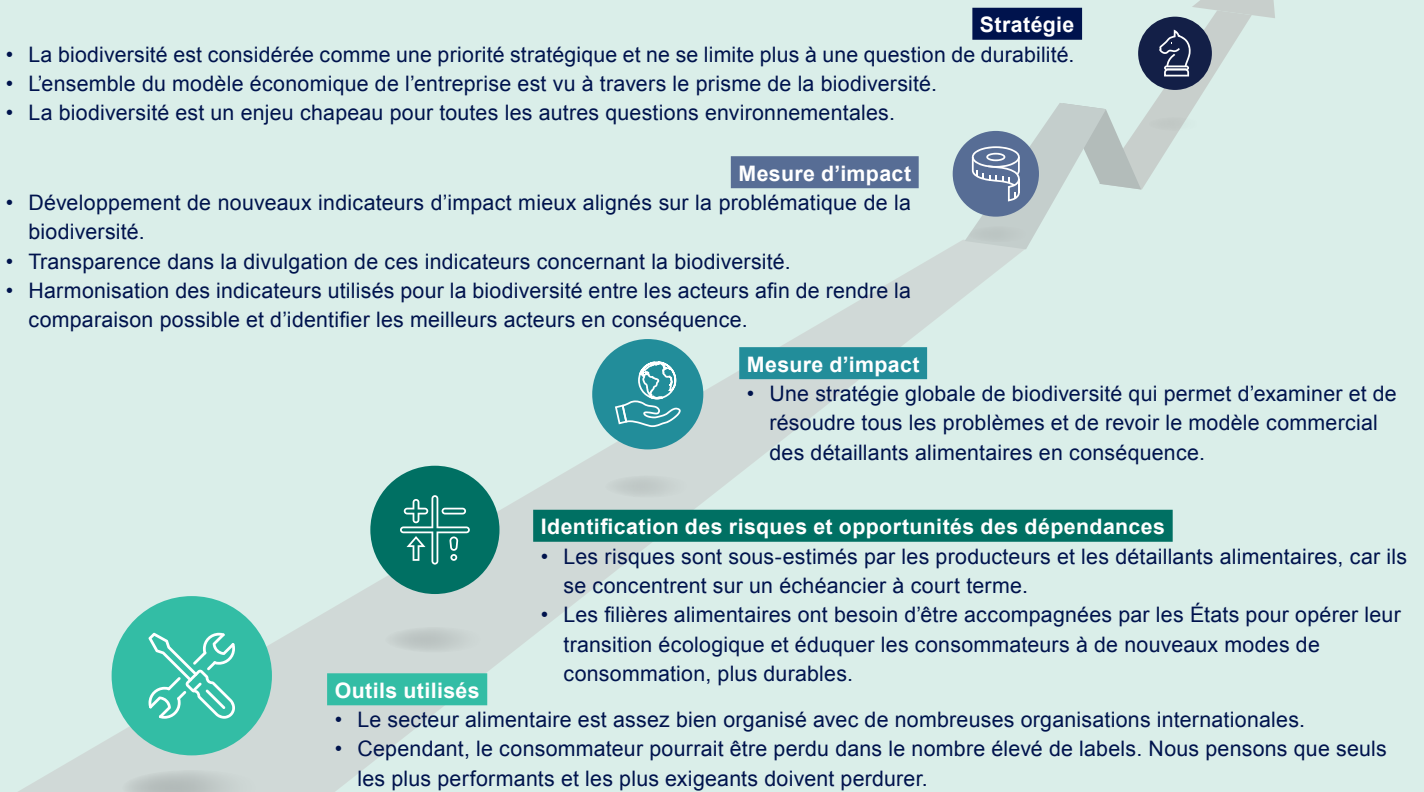 Stratégie
• La biodiversité est considérée comme une priorité stratégique et ne se limite plus à une question de durabilité.
• L'ensemble du modèle économique de l'entreprise est vu à travers le prisme de la biodiversité.
• La biodiversité est un enjeu chapeau pour toutes les autres questions environnementales.
Mesure d'impact
• Développement de nouveaux indicateurs d'impact mieux alignés sur la problématique de la
biodiversité.
• Transparence dans la divulgation de ces indicateurs concernant la biodiversité.
• Harmonisation des indicateurs utilisés pour la biodiversité entre les acteurs afin de rendre la
comparaison possible et d'identifier les meilleurs acteurs en conséquence.
Mesure d'impact
• Une stratégie globale de biodiversité qui permet d'examiner et de
résoudre tous les problèmes et de revoir le modèle commercial
des détaillants alimentaires en conséquence.
Identification des risques et opportunités des dépendances
• Les risques sont sous-estimés par les producteurs et les détaillants alimentaires, car ils
se concentrent sur un échéancier à court terme.
• Les filières alimentaires ont besoin d'être accompagnées par les États pour opérer leur
transition écologique et éduquer les consommateurs à de nouveaux modes de
consommation, plus durables.
Outils utilisés
• Le secteur alimentaire est assez bien organisé avec de nombreuses organisations internationales.
• Cependant, le consommateur pourrait être perdu dans le nombre élevé de labels. Nous pensons que seuls
les plus performants et les plus exigeants doivent perdurer.